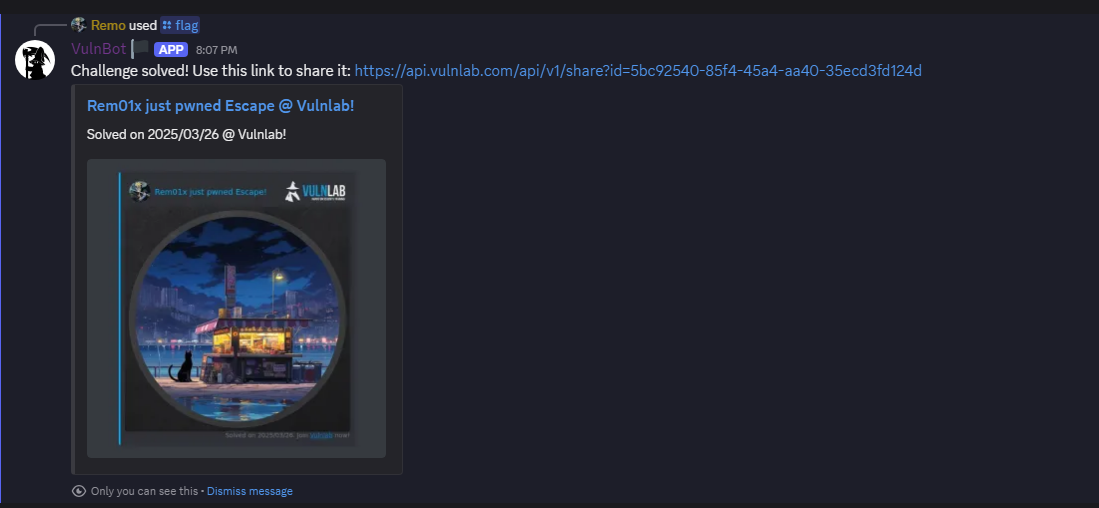 Remo used flag
VulnBot APP 8:07 PM
Challenge solved! Use this link to share it: https://api.vulnlab.com/api/v1/share?id=5bc92540-85f4-45a4-aa40-35ecd3fd124d
Rem01x just pwned Escape @ Vulnlab!
Solved on 2025/03/26 @ Vulnlab!
Rem01x just pwned Escape!
VULNLAB
Solved on 2025/03/26. Join vulnlab now!
Only you can see this • Dismiss message